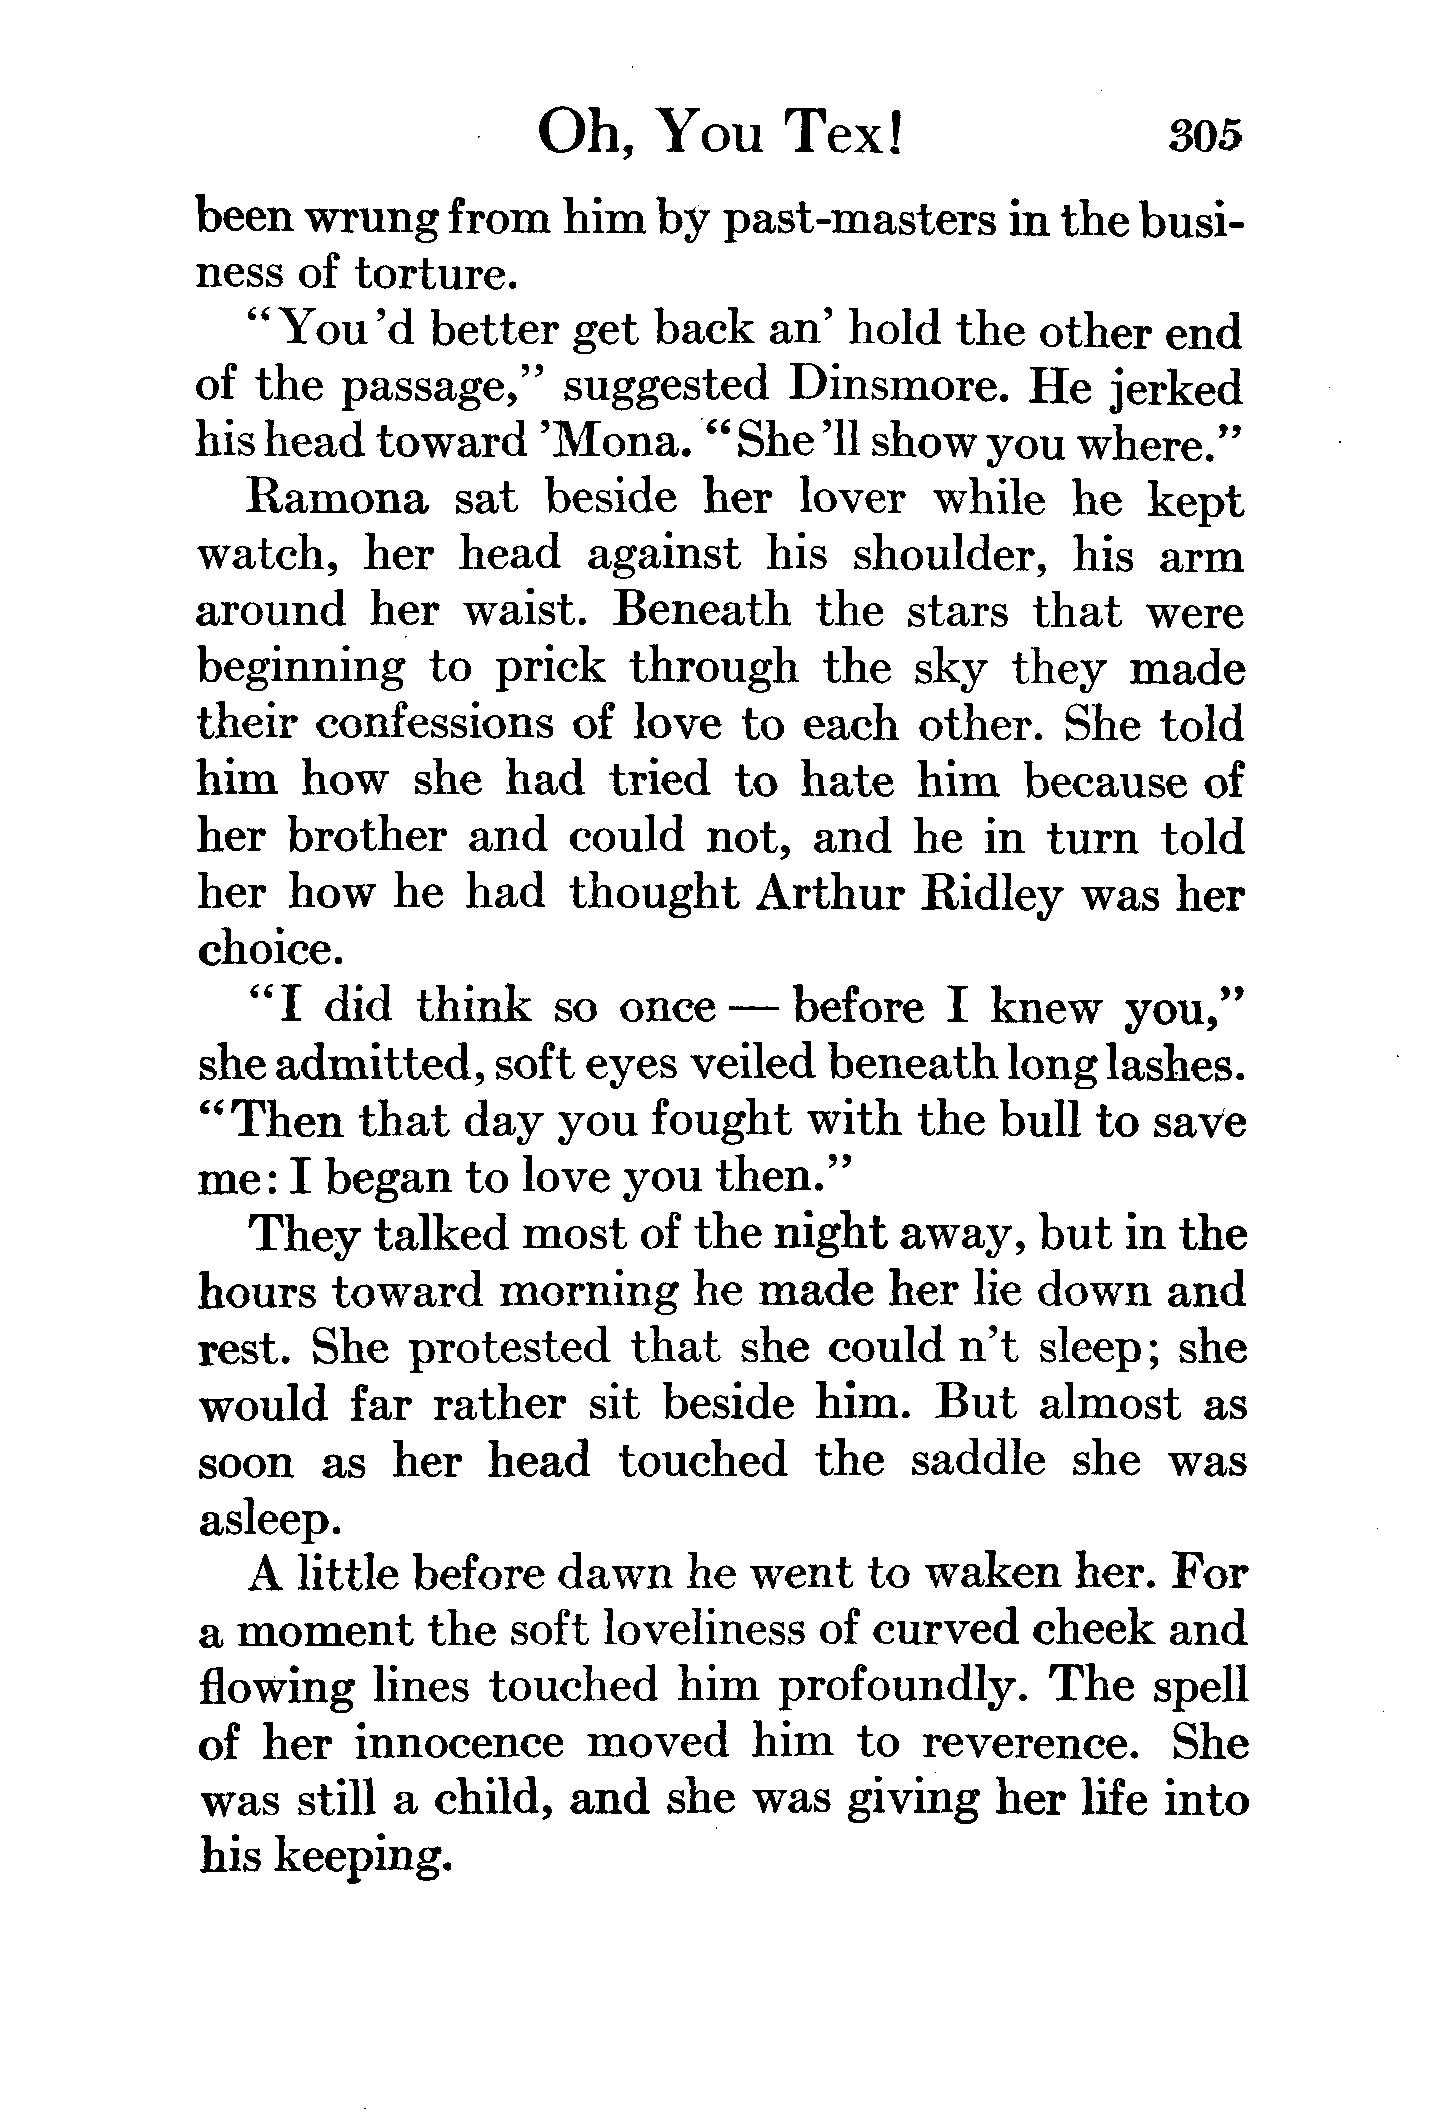 Oh, You Tex! 305
been wrung from him by past-masters in the busi-
ness of torture.
"You 'd better get back an' hold the other end
of the passage," suggested Dinsmore. He jerked
his head toward 'Mona. "She 'll show you where."
Ramona sat beside her lover while he kept
watch, her head against his shoulder, his arm
around her waist. Beneath the stars that were
beginning to prick through the sky they made
their confessions of love to each other. She told
him how she had tried to hate him because of
her brother and could not, and he in turn told
her how he had thought Arthur Ridley was her
choice.
"I did think so once — before I knew you,"
she admitted, soft eyes veiled beneath long lashes.
"Then that day you fought with the bull to save
me: I began to love you then."
They talked most of the night away, but in the
hours toward morning he made her lie down and
rest. She protested that she could n't sleep; she
would far rather sit beside him. But almost as
soon as her head touched the saddle she was
asleep.
A little before dawn he went to waken her. For
a moment the soft loveliness of curved cheek and
flowing lines touched him profoundly. The spell
of her innocence moved him to reverence. She
was still a child, and she was giving her life into
his keeping.